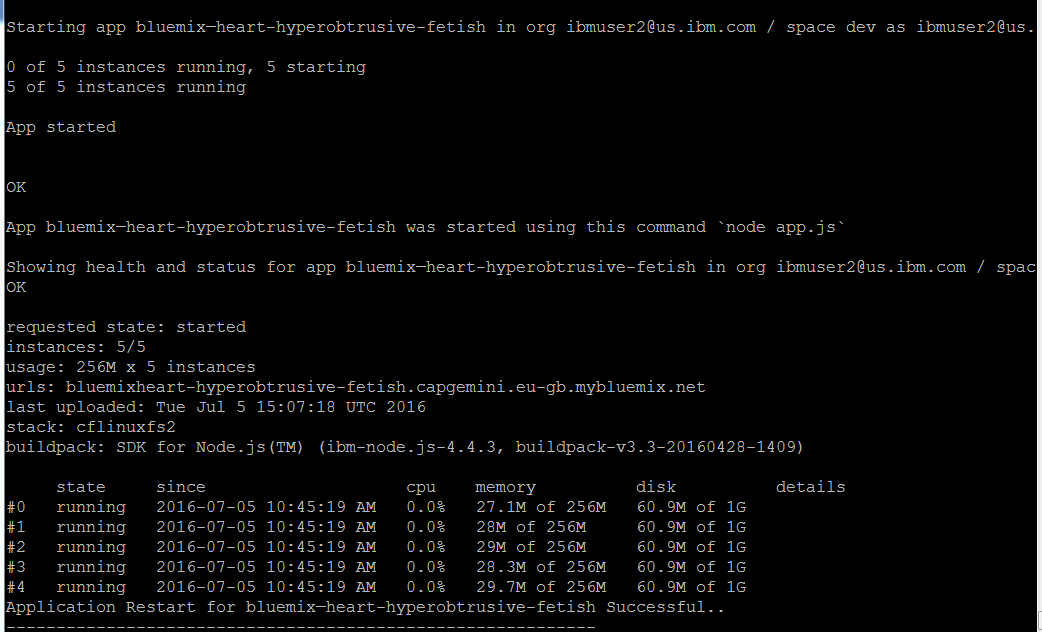 Starting app bluemix—heart-hyperobtrusive-fetish in org ibmuser2@us.ibm.com / space dev as ibmuser2@us.
0 of 5 instances running, 5 starting
5 of 5 instances running
App started
OK
App bluemix—heart-hyperobtrusive-fetish was started using this command `node app.js`
Showing health and status for app bluemix—heart-hyperobtrusive-fetish in org ibmuser2@us.ibm.com / spac
OK
requested state: started
instances: 5/5
usage: 256M x 5 instances
urls: bluemixheart-hyperobtrusive-fetish.capgemini.eu-gb.mybluemix.net
last uploaded: Tue Jul 5 15:07:18 UTC 2016
stack: cflinuxfs2
buildpack: SDK for Node.js(TM) (ibm-node.js-4.4.3, buildpack-v3.3-20160428-1409)
state since cpu memory disk details
#0 running 2016-07-05 10:45:19 AM 0.0% 27.1M of 256M 60.9M of 1G
#1 running 2016-07-05 10:45:19 AM 0.0% 28M of 256M 60.9M of 1G
#2 running 2016-07-05 10:45:19 AM 0.0% 29M of 256M 60.9M of 1G
#3 running 2016-07-05 10:45:19 AM 0.0% 28.3M of 256M 60.9M of 1G
#4 running 2016-07-05 10:45:19 AM 0.0% 29.7M of 256M 60.9M of 1G
Application Restart for bluemix—heart-hyperobtrusive-fetish Successful..
-----------------------------------------------------------